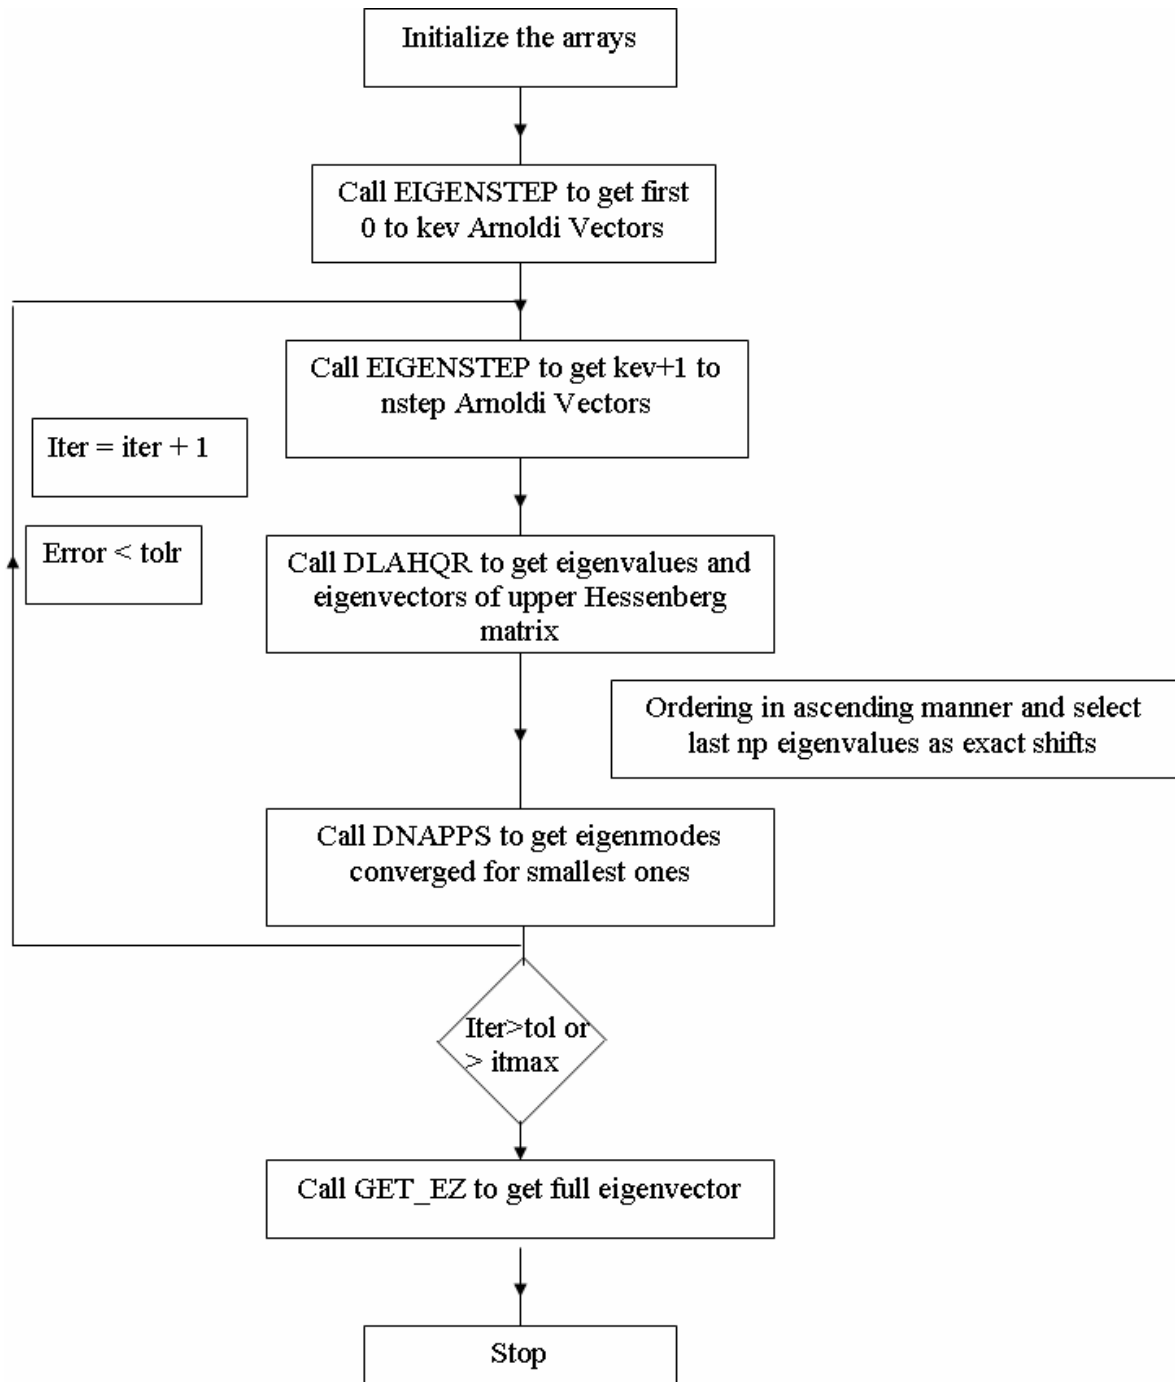 Initialize the arrays
Call EIGENSTEP to get first
0 to kev Arnoldi Vectors
Call EIGENSTEP to get kev+1 to
nstep Arnoldi Vectors
Iter = iter + 1
Error < tolr
Call DLAHQR to get eigenvalues and
eigenvectors of upper Hessenberg
matrix
Ordering in ascending manner and select
last np eigenvalues as exact shifts
Call DNAPPS to get eigenmodes
converged for smallest ones
Iter>tol or
> itmax
Call GET_EZ to get full eigenvector
Stop